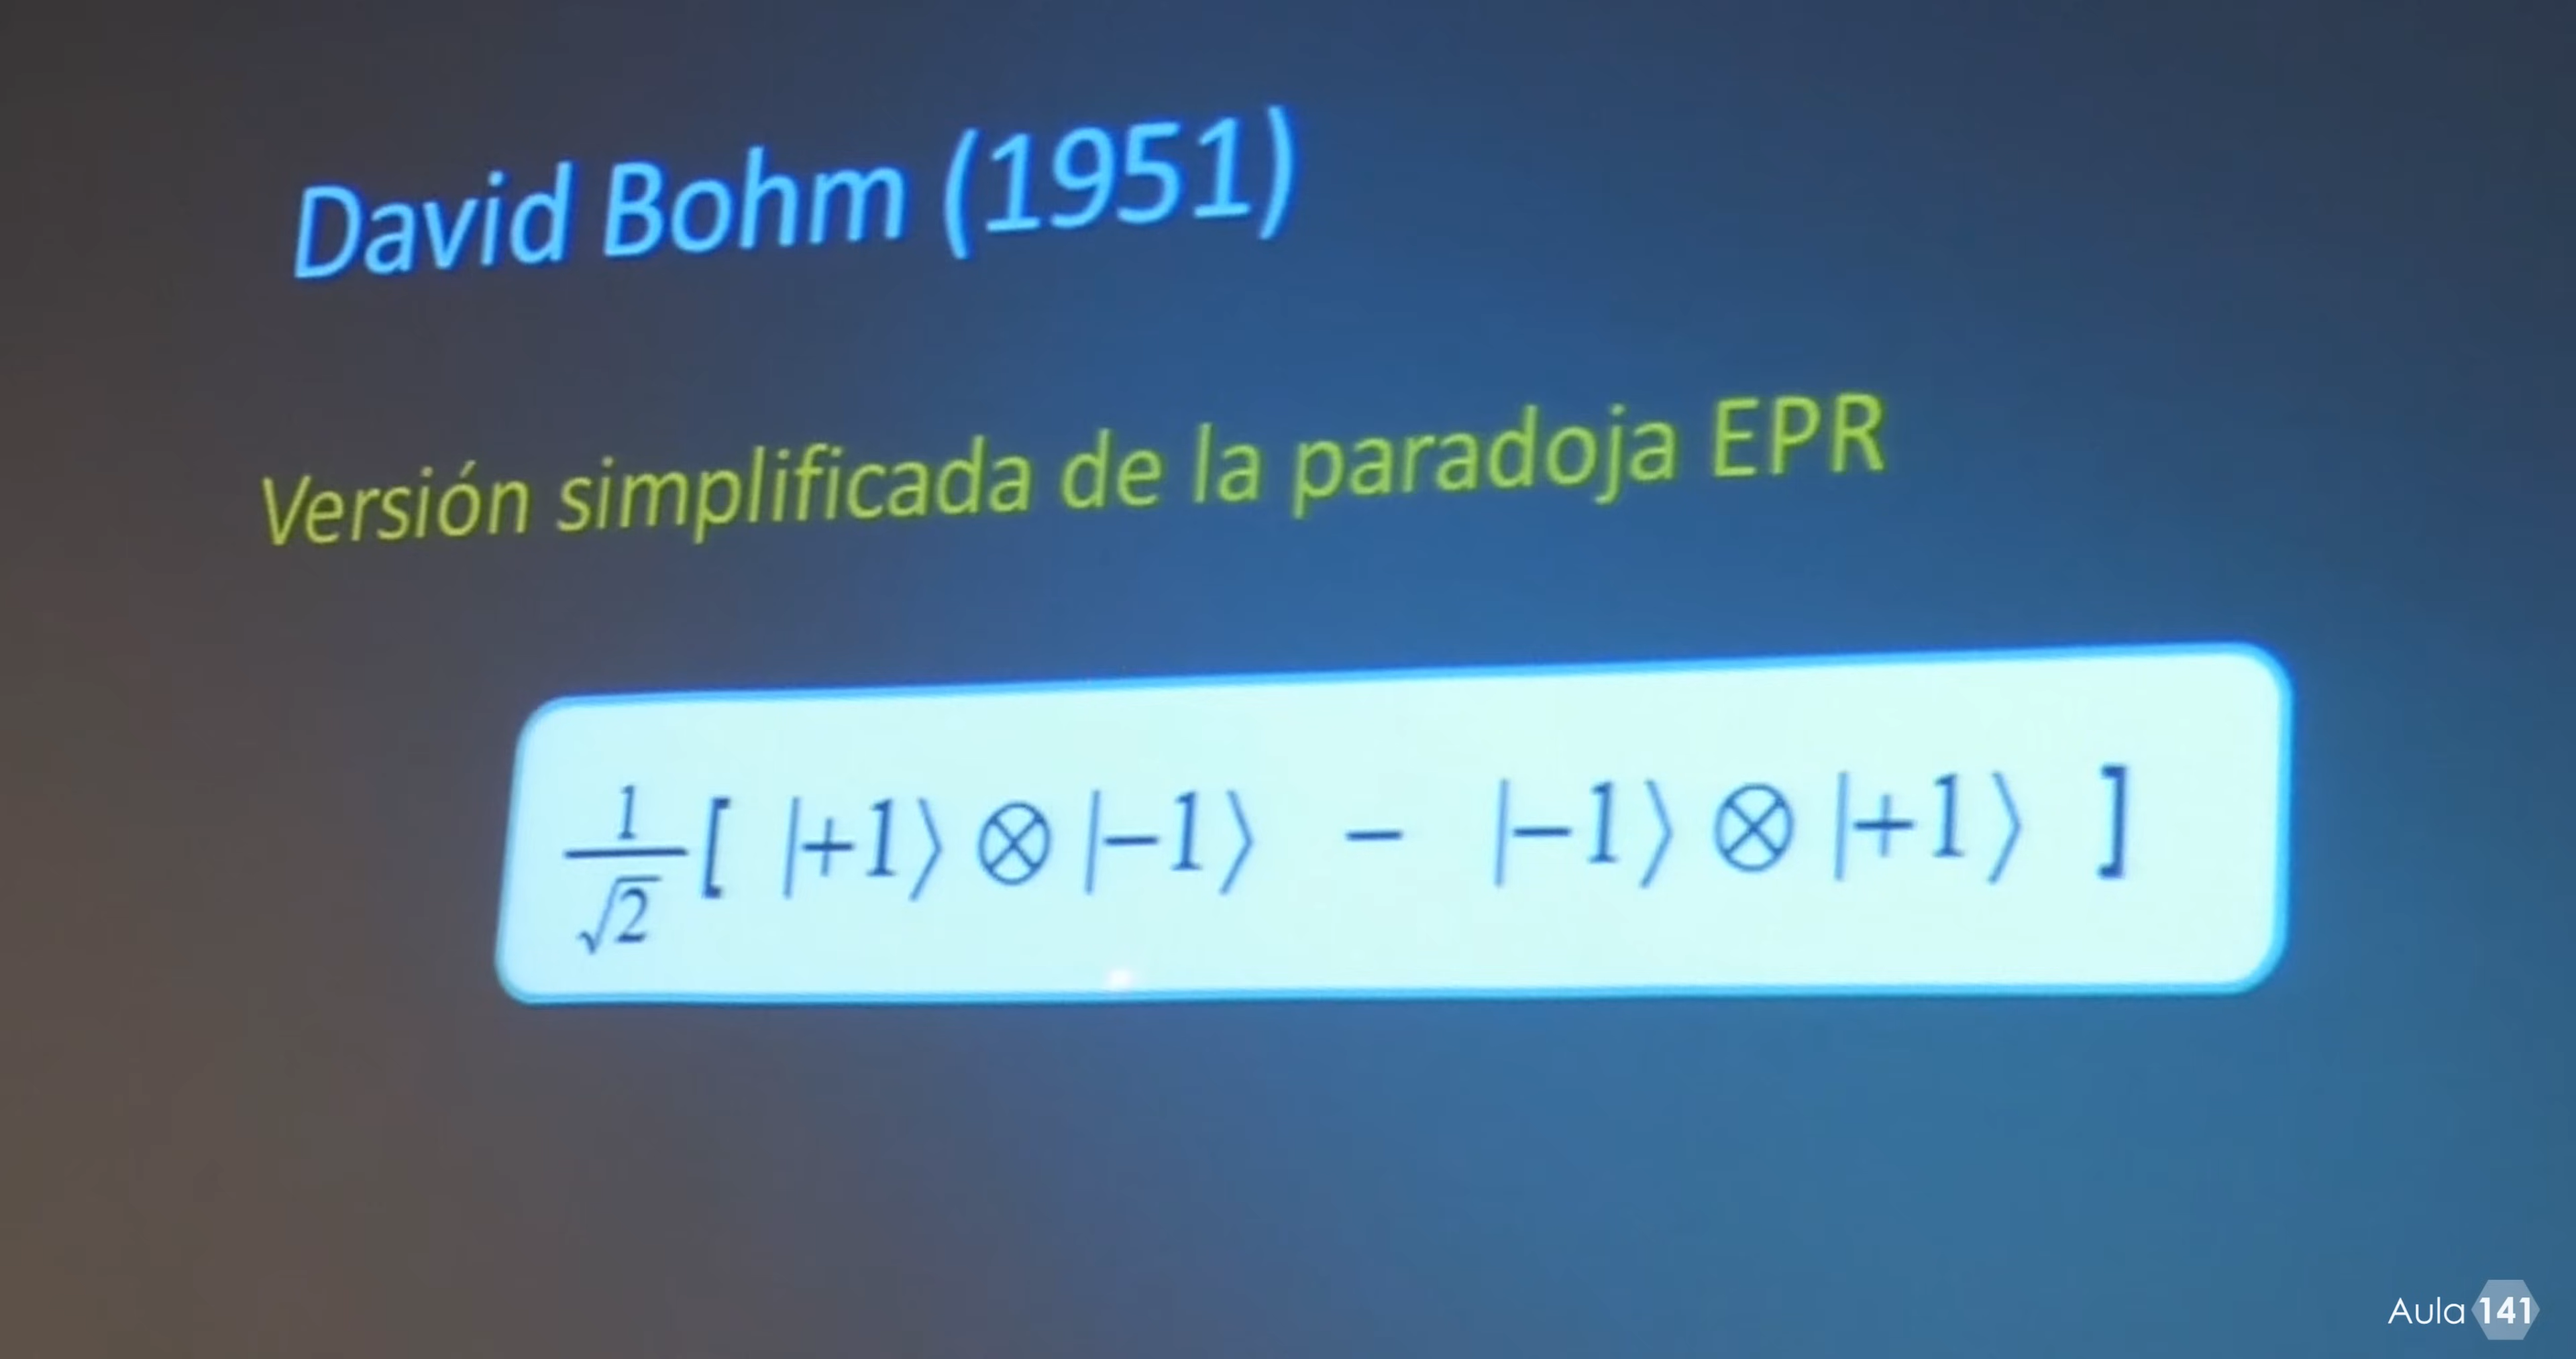 David Bohm (1951)
Versión simplificada de la paradoja EPR
1/√2 [ |+1⟩ ⊗ |−1⟩ − |−1⟩ ⊗ |+1⟩ ]
Aula 141